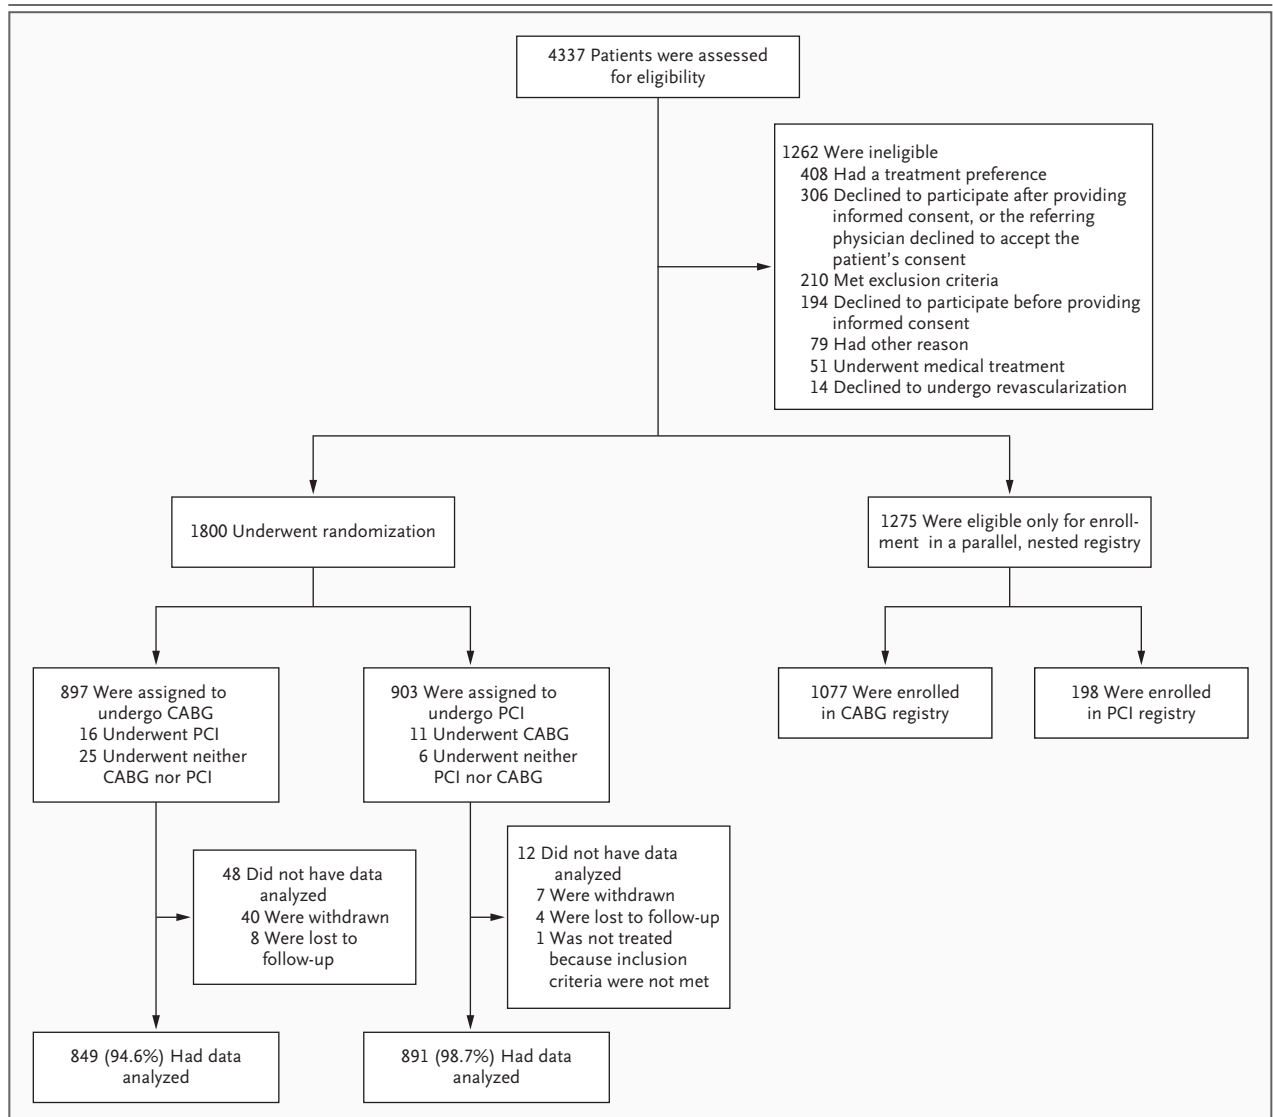 4337 Patients were assessed
for eligibility
1262 Were ineligible
408 Had a treatment preference
306 Declined to participate after providing
informed consent, or the referring
physician declined to accept the
patient's consent
210 Met exclusion criteria
194 Declined to participate before providing
informed consent
79 Had other reason
51 Underwent medical treatment
14 Declined to undergo revascularization
1800 Underwent randomization
1275 Were eligible only for enroll-
ment in a parallel, nested registry
897 Were assigned to
undergo CABG
16 Underwent PCI
25 Underwent neither
CABG nor PCI
903 Were assigned to
undergo PCI
11 Underwent CABG
6 Underwent neither
PCI nor CABG
1077 Were enrolled
in CABG registry
198 Were enrolled
in PCI registry
48 Did not have data
analyzed
40 Were withdrawn
8 Were lost to
follow-up
12 Did not have data
analyzed
7 Were withdrawn
4 Were lost to follow-up
1 Was not treated
because inclusion
criteria were not met
849 (94.6%) Had data
analyzed
891 (98.7%) Had data
analyzed